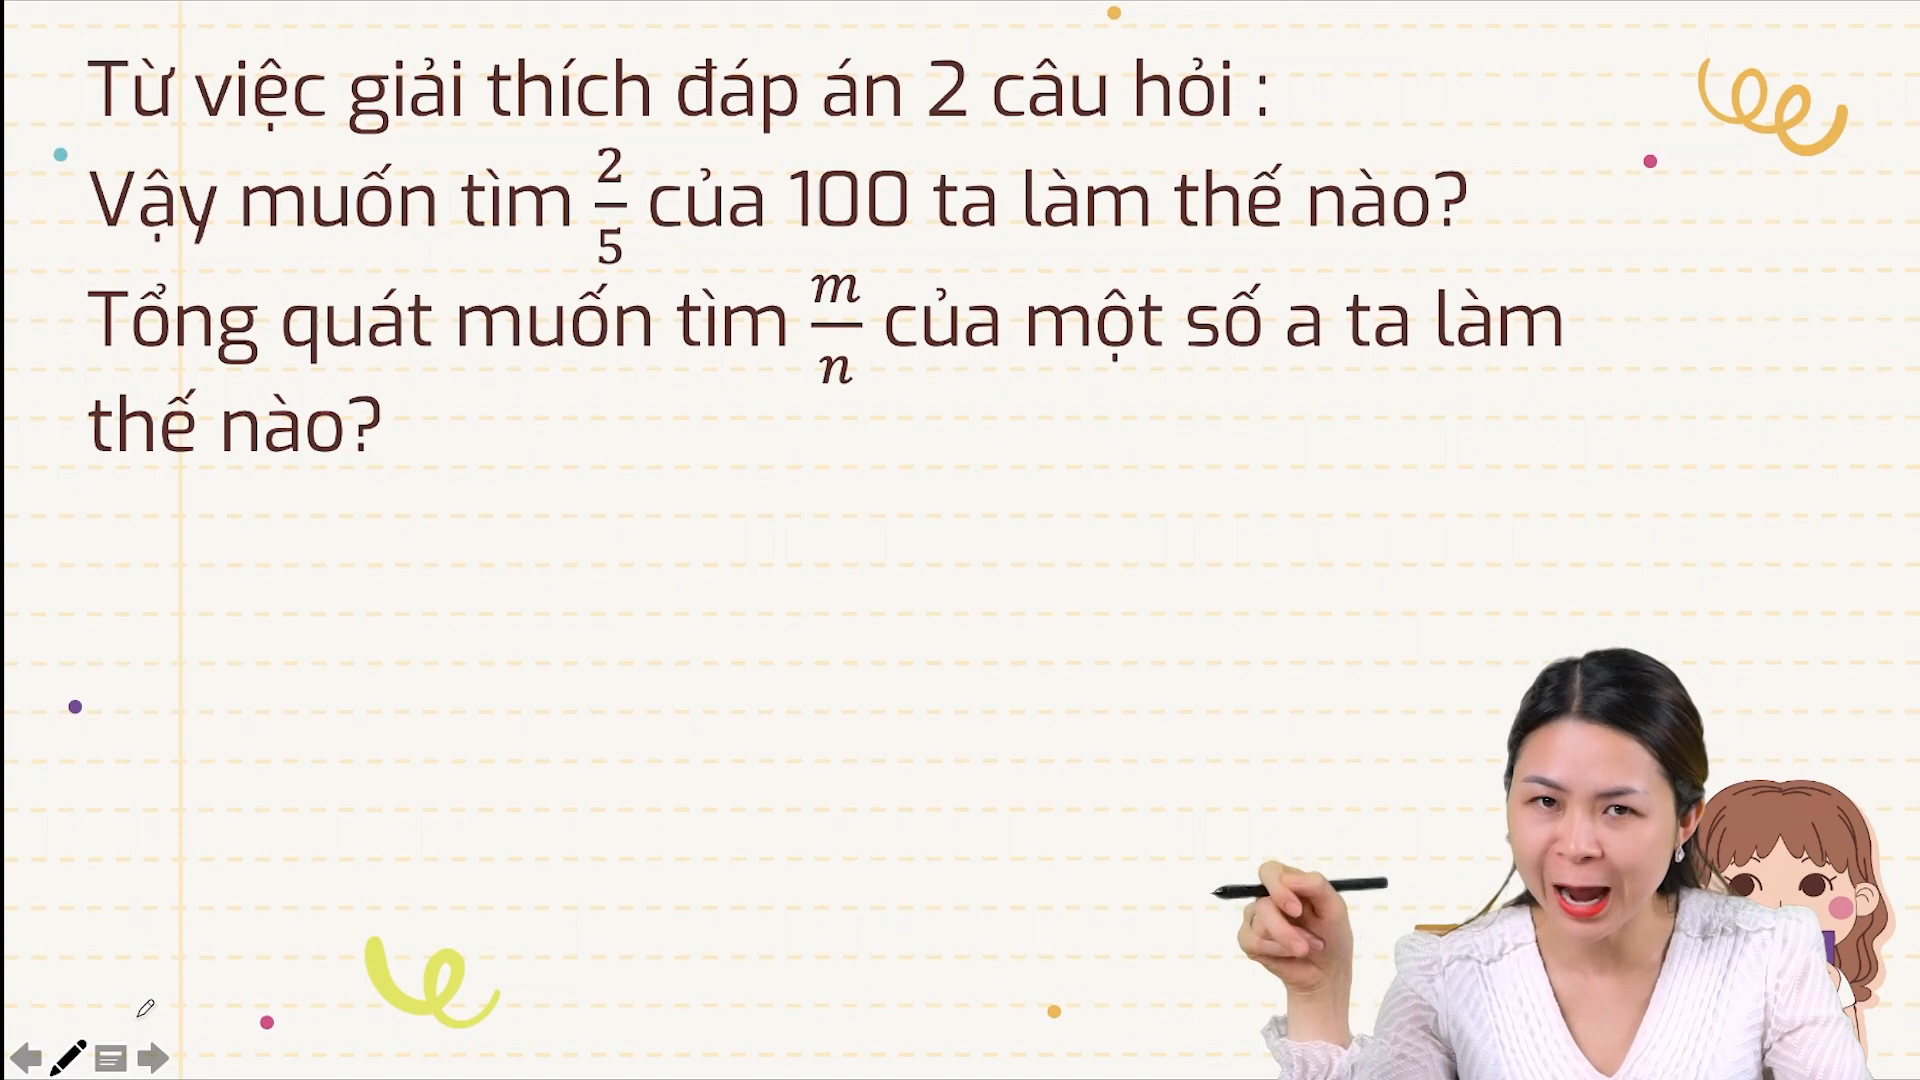 Từ việc giải thích đáp án 2 câu hỏi :
Vậy muốn tìm 2/5 của 100 ta làm thế nào?
Tổng quát muốn tìm m/n của một số a ta làm
thế nào?